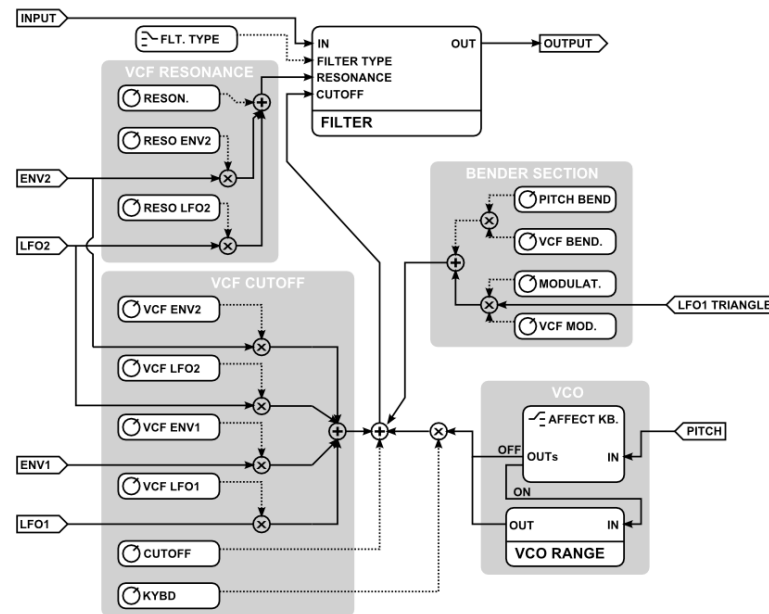 INPUT
FLT. TYPE
IN
OUT
OUTPUT
FILTER TYPE
RESONANCE
CUTOFF
FILTER
VCF RESONANCE
RESON.
RESO ENV2
ENV2
RESO LFO2
LFO2
BENDER SECTION
PITCH BEND
VCF BEND.
MODULAT.
LFO1 TRIANGLE
VCF MOD.
VCF CUTOFF
VCF ENV2
VCF LFO2
VCF ENV1
ENV1
VCF LFO1
LFO1
CUTOFF
KYBD
VCO
AFFECT KB.
PITCH
OFF
OUTs
IN
ON
OUT
IN
VCO RANGE